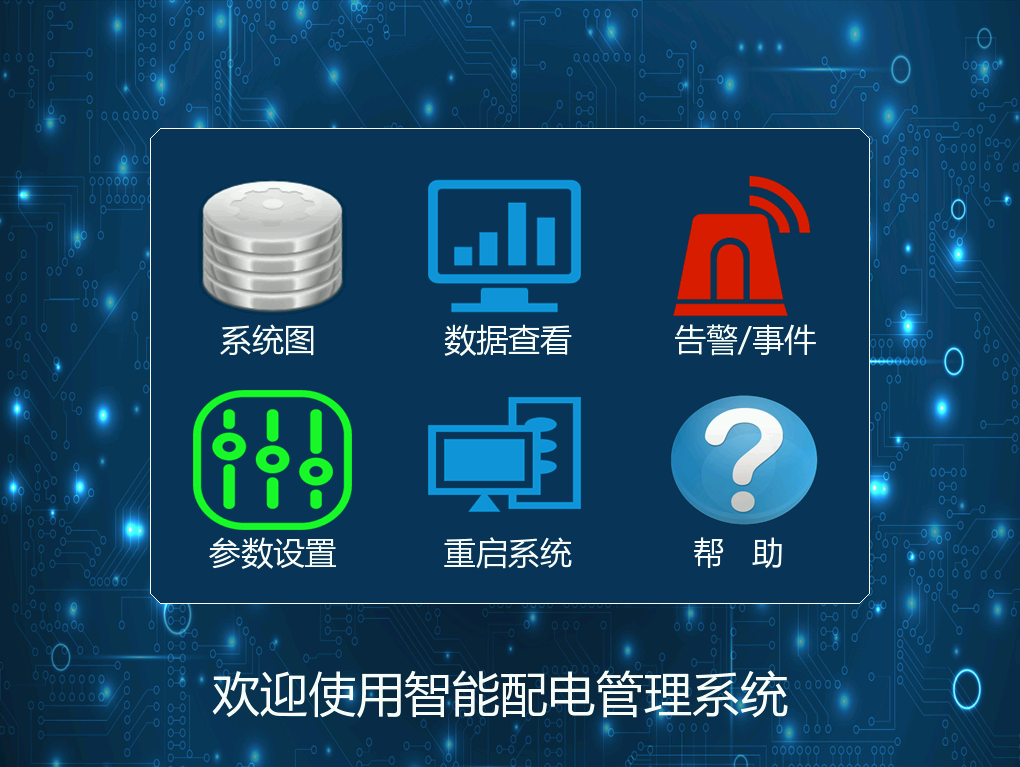 系统图
数据查看
告警/事件
参数设置
重启系统
帮 助
欢迎使用智能配电管理系统